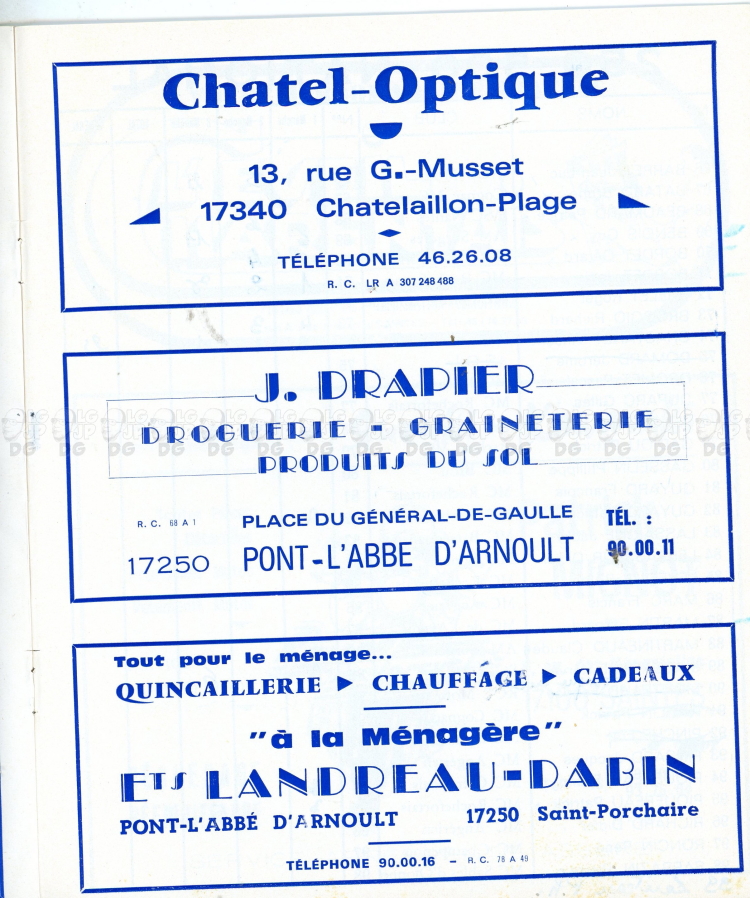 Chatel-Optique
13, rue G.-Musset
17340 Chatelaillon-Plage
TÉLÉPHONE 46.26.08
R. C. LR A 307 248 488
J. DRAPIER
DROGUERIE - GRAINETERIE
PRODUITS DU SOL
R. C. 68 A 1 PLACE DU GÉNÉRAL-DE-GAULLE TÉL. :
17250 PONT-L'ABBE D'ARNOULT 90.00.11
Tout pour le ménage...
QUINCAILLERIE ► CHAUFFAGE ► CADEAUX
"à la Ménagère"
ETS LANDREAU-DABIN
PONT-L'ABBÉ D'ARNOULT 17250 Saint-Porchaire
TÉLÉPHONE 90.00.16 - R. C. 78 A 49